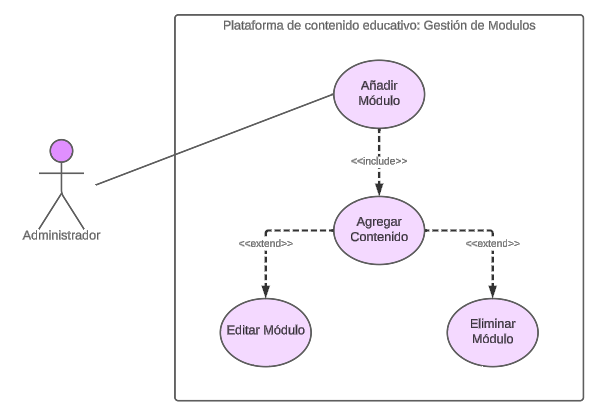 Plataforma de contenido educativo: Gestión de Modulos
Añadir
Módulo
<<include>>
Administrador
Agregar
Contenido
<<extend>>
<<extend>>
Editar Módulo
Eliminar
Módulo